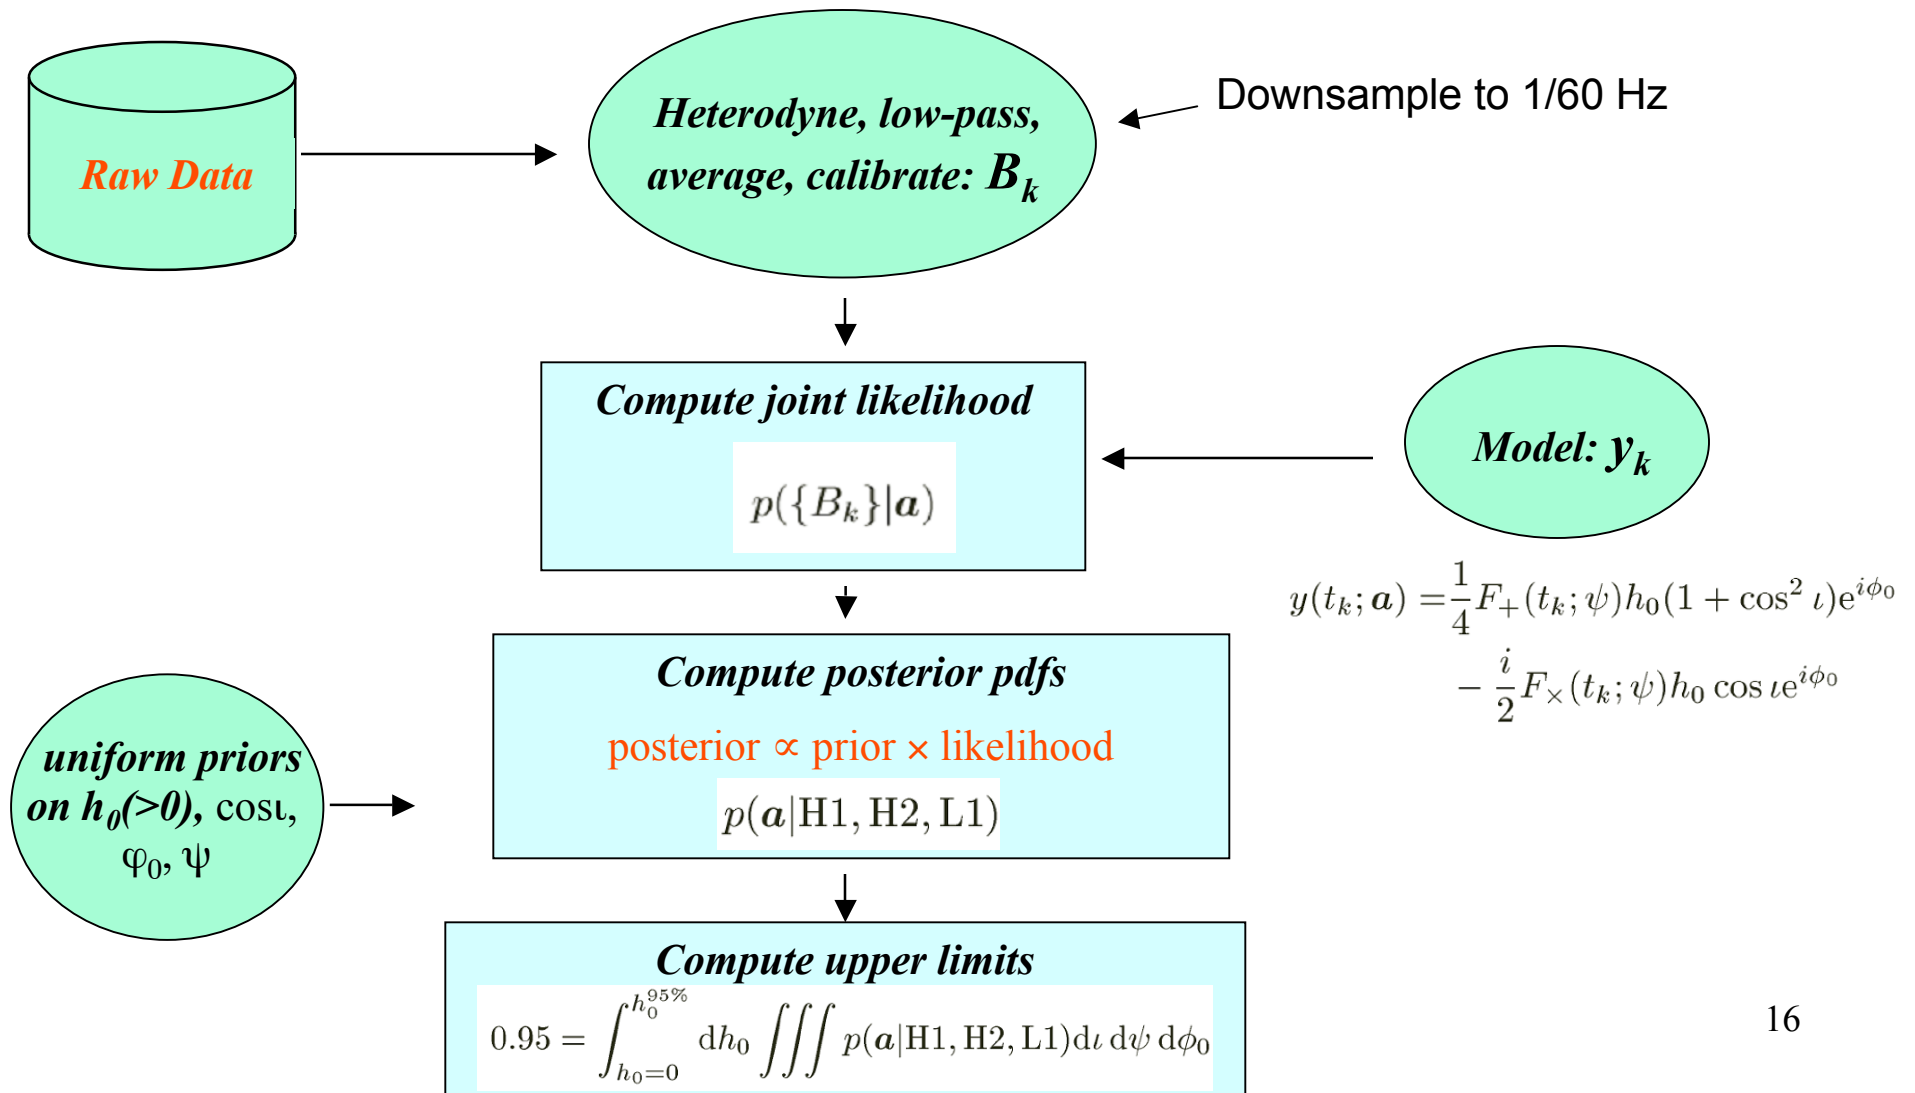 Raw Data
Heterodyne, low-pass,
average, calibrate: B_k
Downsample to 1/60 Hz
Compute joint likelihood
p({B_k}|a)
Model: y_k
y(t_k; a) = 1/4 F_+(t_k; ψ)h_0(1 + cos² ι)e^{iϕ_0}
− i/2 F_×(t_k; ψ)h_0 cos ιe^{iϕ_0}
Compute posterior pdfs
posterior ∝ prior × likelihood
p(a|H1, H2, L1)
uniform priors
on h_0(>0), cosι,
φ_0, ψ
Compute upper limits
0.95 = ∫_{h_0=0}^{h_0^{95%}} dh_0 ∭ p(a|H1, H2, L1)dι dψ dϕ_0
16